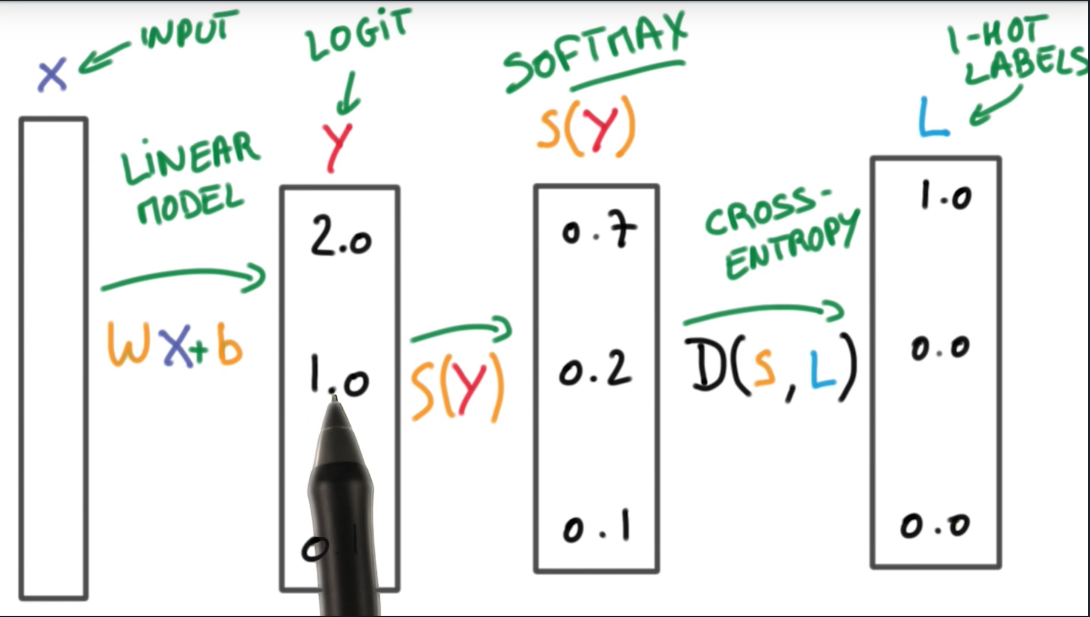 X
INPUT
LINEAR
MODEL
WX+b
LOGIT
Y
2.0
1.0
S(Y)
SOFTMAX
S(Y)
0.7
0.2
0.1
CROSS-
ENTROPY
D(S,L)
1-HOT
LABELS
L
1.0
0.0
0.0